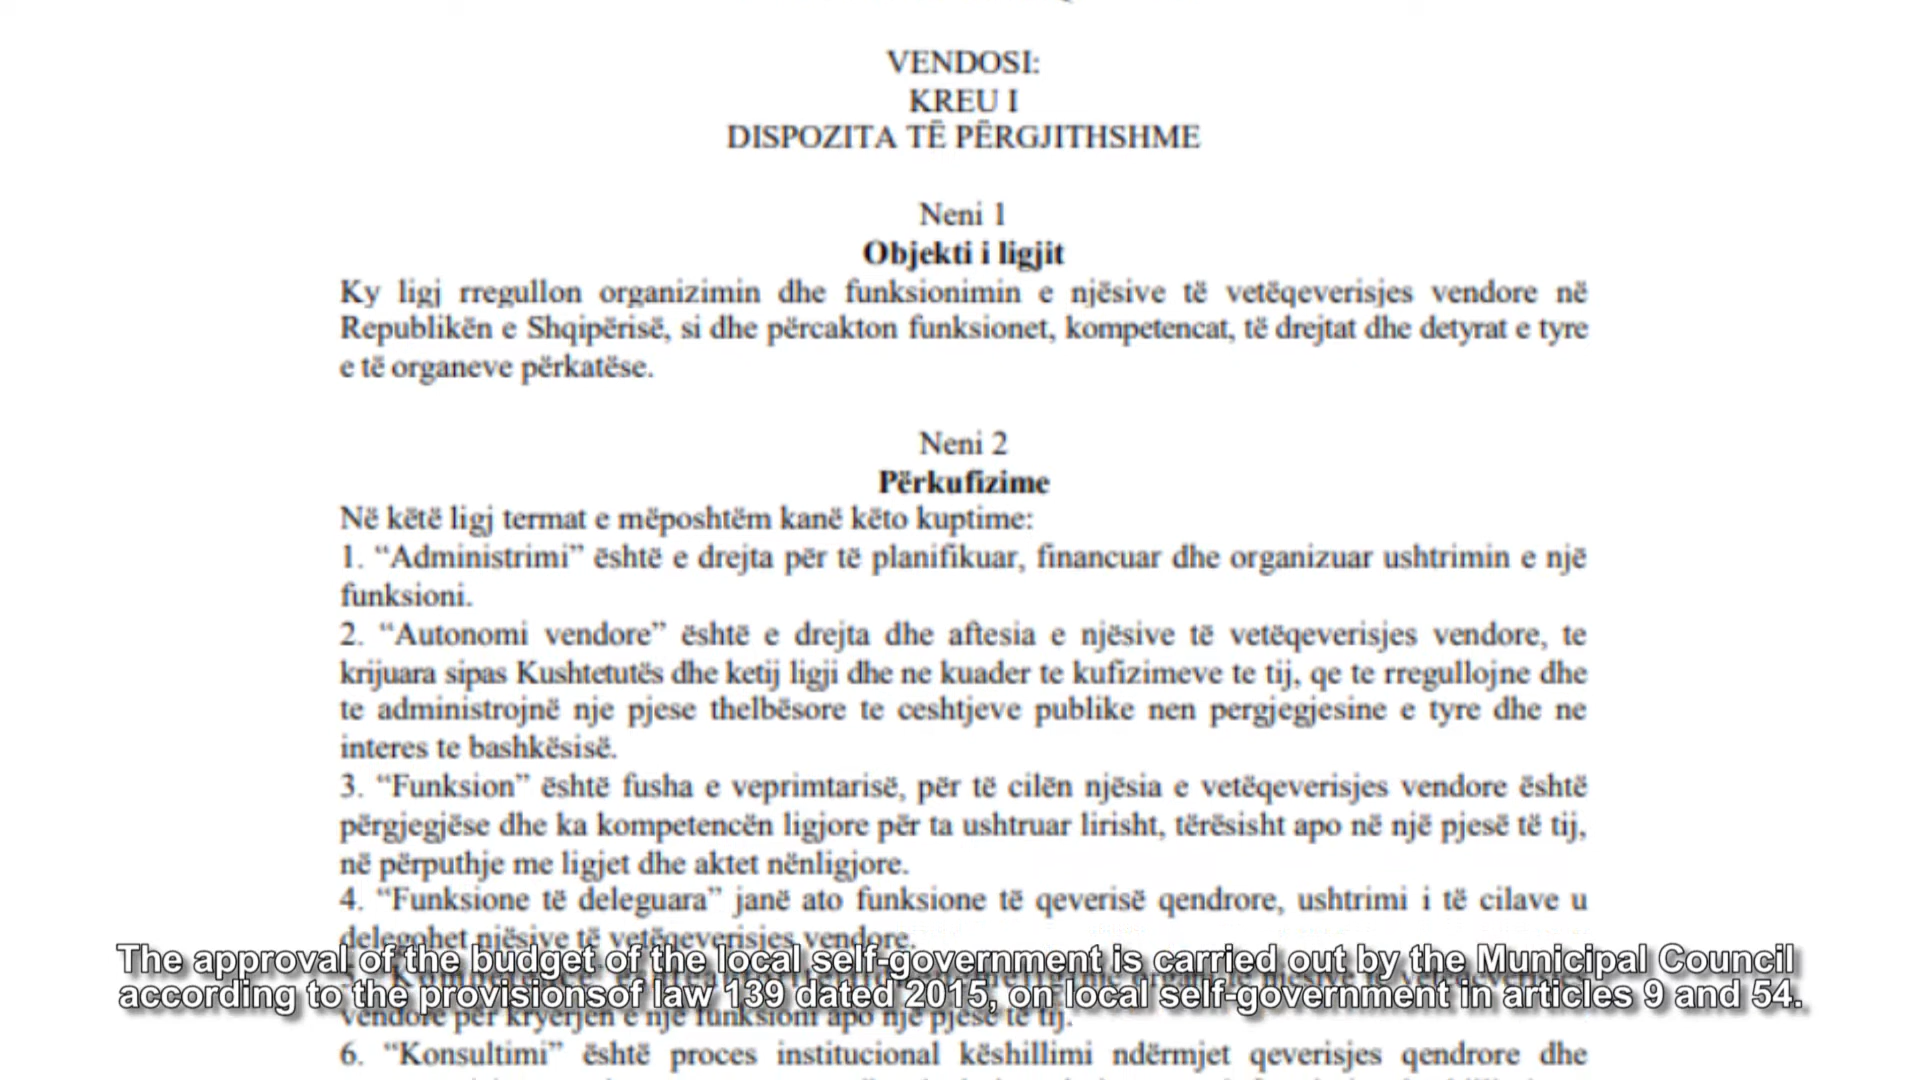 VENDOSI:
KREU I
DISPOZITA TË PËRGJITHSHME
Neni 1
Objekti i ligjit
Ky ligj rregullon organizimin dhe funksionimin e njësive të vetëqeverisjes vendore në
Republikën e Shqipërisë, si dhe përcakton funksionet, kompetencat, të drejtat dhe detyrat e tyre
e të organeve përkatëse.
Neni 2
Përkufizime
Në këtë ligj termat e mëposhtëm kanë këto kuptime:
1. “Administrimi” është e drejta për të planifikuar, financuar dhe organizuar ushtrimin e një
funksioni.
2. “Autonomi vendore” është e drejta dhe aftesia e njësive të vetëqeverisjes vendore, te
krijuara sipas Kushtetutës dhe ketij ligji dhe ne kuader te kufizimeve te tij, qe te rregullojne dhe
te administrojnë nje pjese thelbësore te ceshtjeve publike nen pergjegjesine e tyre dhe ne
interes te bashkësisë.
3. “Funksion” është fusha e veprimtarisë, për të cilën njësia e vetëqeverisjes vendore është
përgjegjëse dhe ka kompetencën ligjore për ta ushtruar lirisht, tërësisht apo në një pjesë të tij,
në përputhje me ligjet dhe aktet nënligjore.
4. “Funksione të deleguara” janë ato funksione të qeverisë qendrore, ushtrimi i të cilave u
delegohet njësive të vetëqeverisjes vendore.
The approval of the budget of the local self-government is carried out by the Municipal Council
according to the provisionsof law 139 dated 2015, on local self-government in articles 9 and 54.
vendore për kryerjen e një funksioni apo një pjese të tij.
6. “Konsultimi” është proces institucional këshillimi ndërmjet qeverisjes qendrore dhe